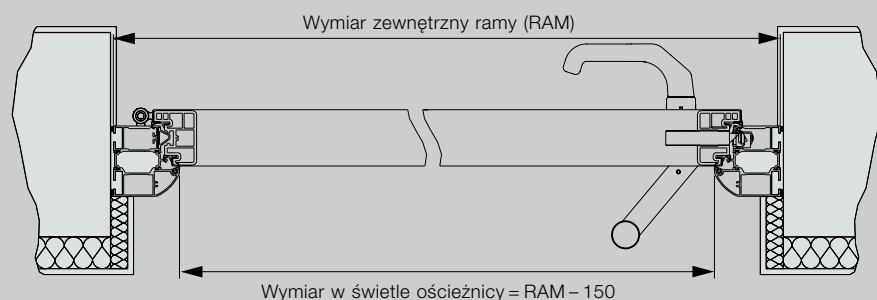 Wymiar zewnętrzny ramy (RAM)
Wymiar w świetle ościeżnicy = RAM – 150